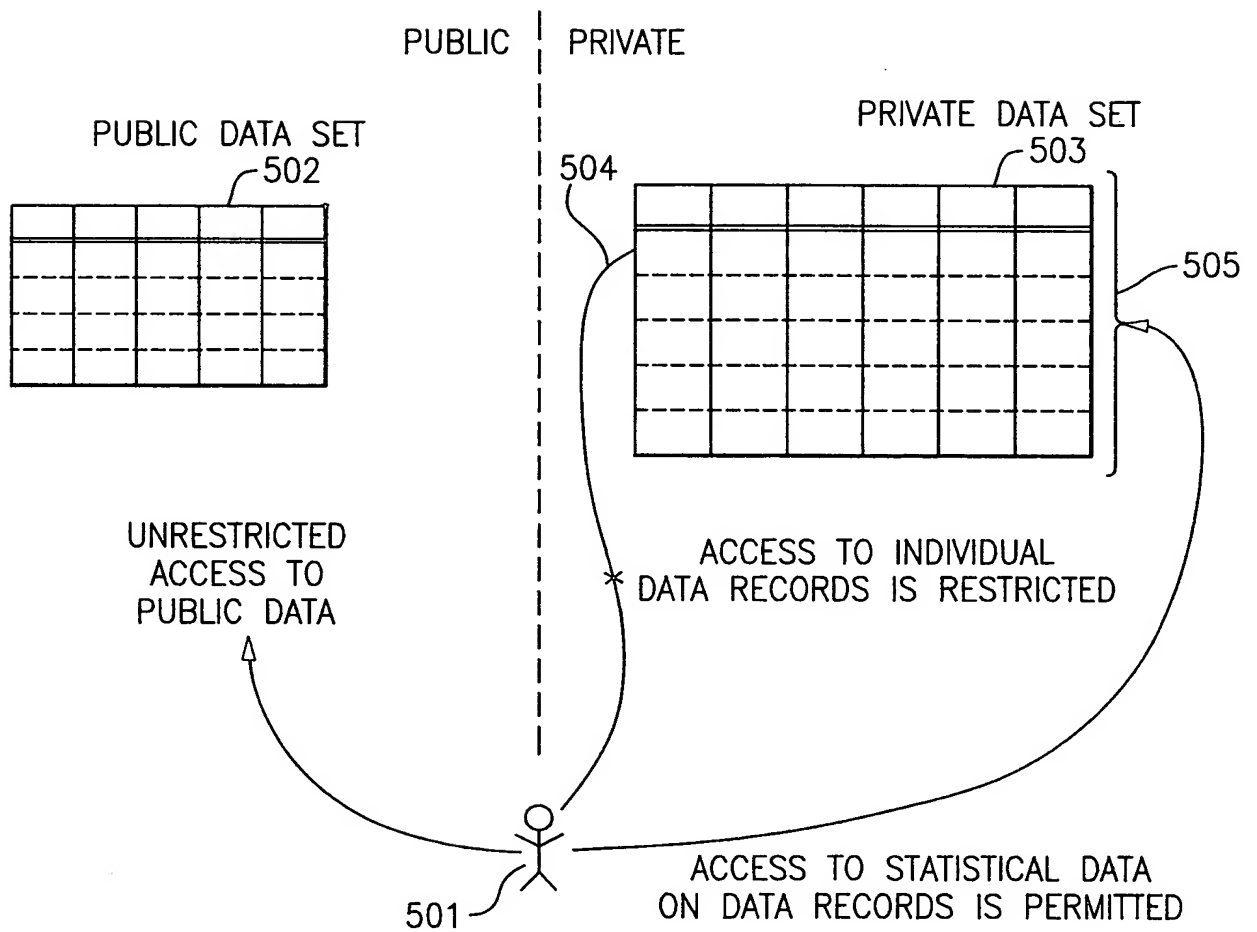 PUBLIC
PRIVATE
PUBLIC DATA SET
502
PRIVATE DATA SET
503
504
505
UNRESTRICTED
ACCESS TO
PUBLIC DATA
ACCESS TO INDIVIDUAL
DATA RECORDS IS RESTRICTED
501
ACCESS TO STATISTICAL DATA
ON DATA RECORDS IS PERMITTED